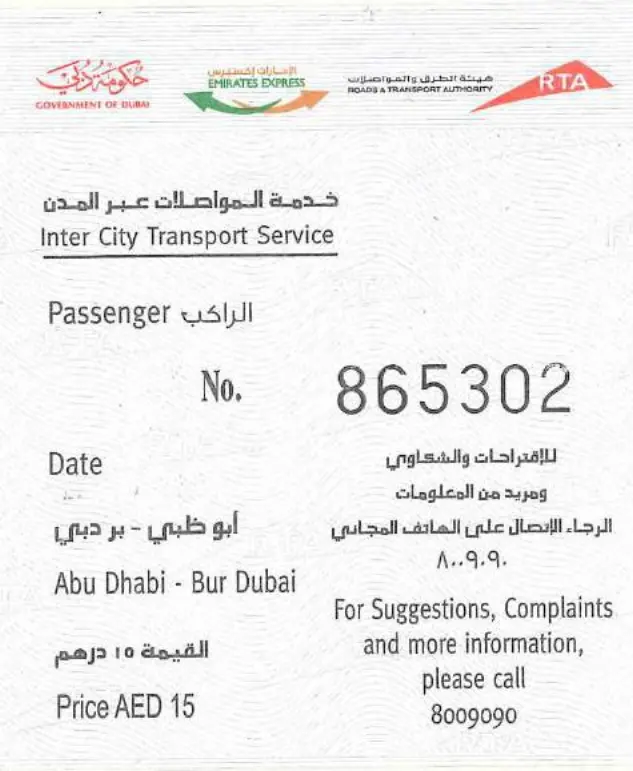 حكومة دبي
GOVERNMENT OF DUBAI
الإمارات إكسبرس
EMIRATES EXPRESS
هيئة الطرق والمواصلات
ROADS & TRANSPORT AUTHORITY
RTA
خدمة المواصلات عبر المدن
Inter City Transport Service
Passenger الراكب
No. 865302
Date
أبو ظبي - بر دبي
Abu Dhabi - Bur Dubai
القيمة ١٥ درهم
Price AED 15
للإقتراحات والشكاوي
ومزيد من المعلومات
الرجاء الإتصال على الهاتف المجاني
٨٠٠٩٠٩٠
For Suggestions, Complaints
and more information,
please call
8009090